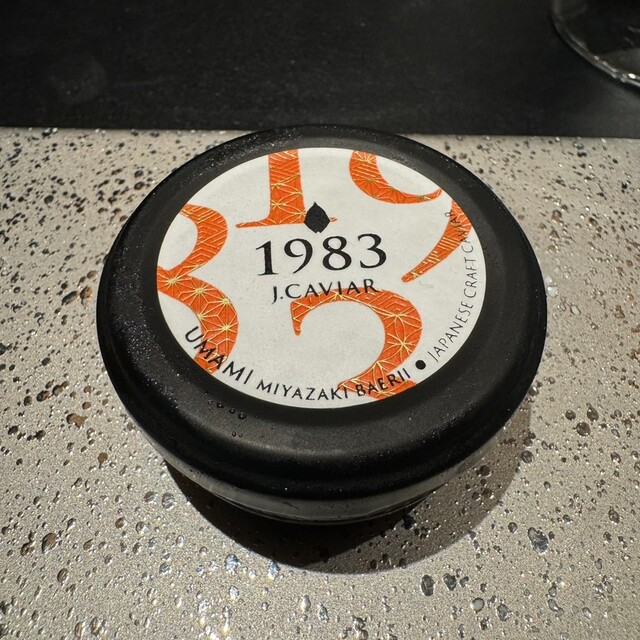 1983
J.CAVIAR
UMAMI MIYAZAKI BAERII • JAPANESE CRAFT CAVIAR